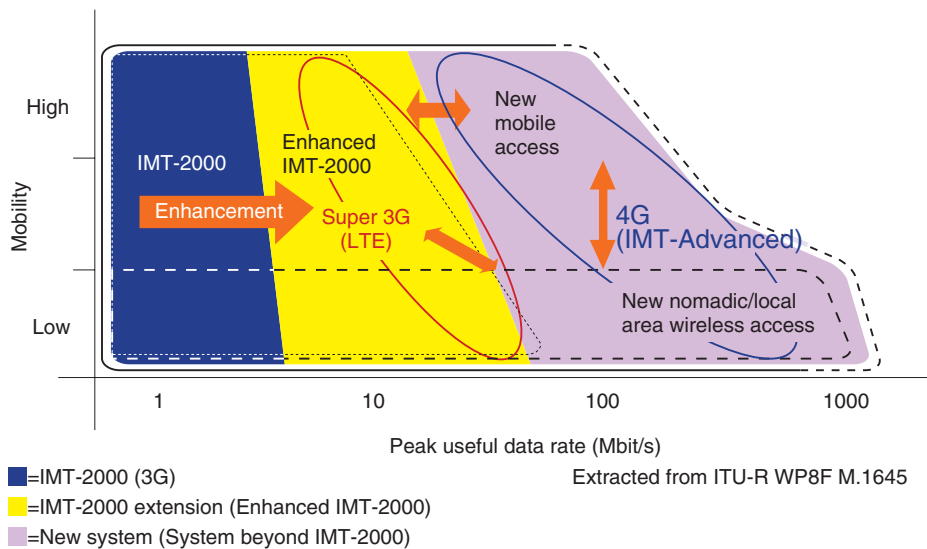 High
Mobility
Low
IMT-2000
Enhancement
Enhanced
IMT-2000
Super 3G
(LTE)
New
mobile
access
4G
(IMT-Advanced)
New nomadic/local
area wireless access
1
10
100
1000
Peak useful data rate (Mbit/s)
=IMT-2000 (3G)
Extracted from ITU-R WP8F M.1645
=IMT-2000 extension (Enhanced IMT-2000)
=New system (System beyond IMT-2000)